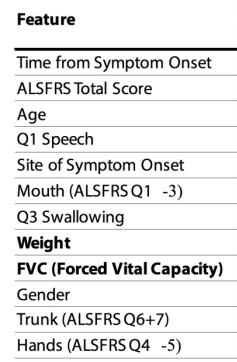 Feature
Time from Symptom Onset
ALSFRS Total Score
Age
Q1 Speech
Site of Symptom Onset
Mouth (ALSFRS Q1 -3)
Q3 Swallowing
Weight
FVC (Forced Vital Capacity)
Gender
Trunk (ALSFRS Q6+7)
Hands (ALSFRS Q4 -5)